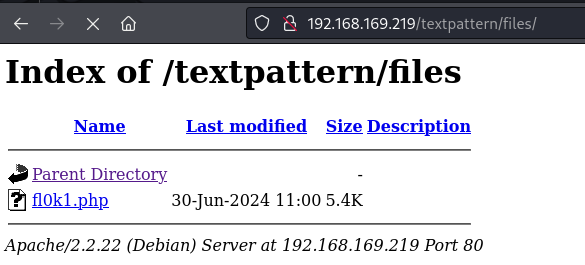 192.168.169.219/textpattern/files/
Index of /textpattern/files
Name Last modified Size Description
Parent Directory -
fl0k1.php 30-Jun-2024 11:00 5.4K
Apache/2.2.22 (Debian) Server at 192.168.169.219 Port 80